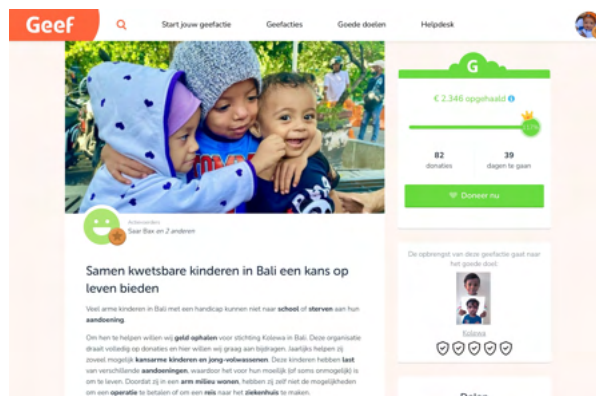 Geef
Start jouw geefactie
Geefacties
Goede doelen
Helpdesk
G
€ 2.346 opgehaald
82
donaties
39
dagen te gaan
Doneer nu
Actievoerders
Saar Bax en 2 anderen
Samen kwetsbare kinderen in Bali een kans op
leven bieden
Veel arme kinderen in Bali met een handicap kunnen niet naar school of sterven aan hun
aandoening.
Om hen te helpen willen wij geld ophalen voor stichting Kolewa in Bali. Deze organisatie
draait volledig op donaties en hier willen wij graag aan bijdragen. Jaarlijks helpen zij
zoveel mogelijk kansarme kinderen en jong-volwassenen. Deze kinderen hebben last
van verschillende aandoeningen, waardoor het voor hun moeilijk (of soms onmogelijk) is
om te leven. Doordat zij in een arm milieu wonen, hebben zij zelf niet de mogelijkheden
om een operatie te betalen of om een reis naar het ziekenhuis te maken.
De opbrengst van deze geefactie gaat naar
het goede doel:
Kolewa